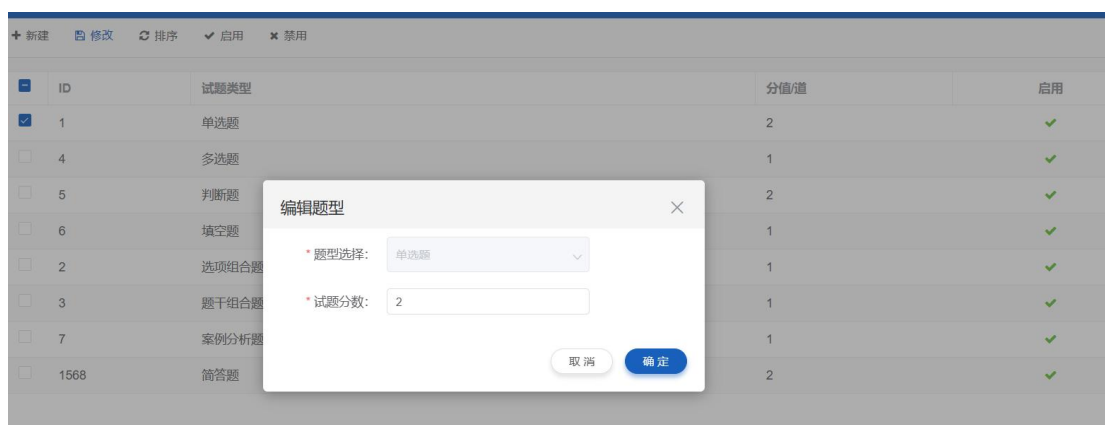 新建 修改 排序 启用 禁用
ID 试题类型 分值/道 启用
1 单选题 2
4 多选题 1
5 判断题 2
编辑题型
6 填空题 1
* 题型选择: 单选题
2 选项组合题 1
* 试题分数: 2
3 题干组合题 1
7 案例分析题 1
取消 确定
1568 简答题 2